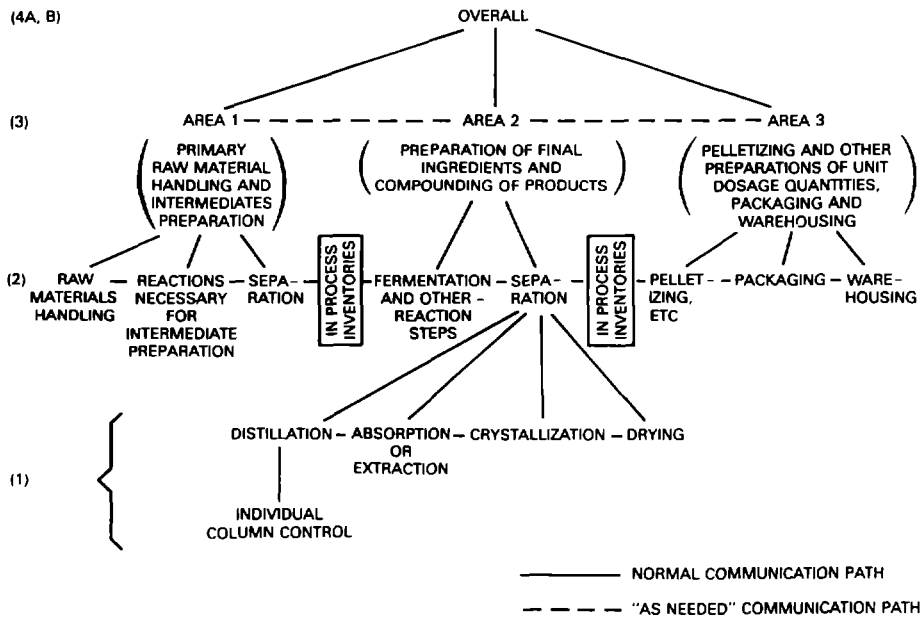 (4A, B)
OVERALL
(3)
AREA 1
AREA 2
AREA 3
PRIMARY
RAW MATERIAL
HANDLING AND
INTERMEDIATES
PREPARATION
PREPARATION OF FINAL
INGREDIENTS AND
COMPOUNDING OF PRODUCTS
PELLETIZING AND OTHER
PREPARATIONS OF UNIT
DOSAGE QUANTITIES,
PACKAGING AND
WAREHOUSING
(2)
RAW
MATERIALS
HANDLING
REACTIONS
NECESSARY
FOR
INTERMEDIATE
PREPARATION
SEPA-
RATION
IN PROCESS
INVENTORIES
FERMENTATION
AND OTHER
REACTION
STEPS
SEPA-
RATION
IN PROCESS
INVENTORIES
PELLET-
IZING,
ETC
PACKAGING
WARE-
HOUSING
(1)
DISTILLATION
ABSORPTION
OR
EXTRACTION
CRYSTALLIZATION
DRYING
INDIVIDUAL
COLUMN CONTROL
NORMAL COMMUNICATION PATH
"AS NEEDED" COMMUNICATION PATH